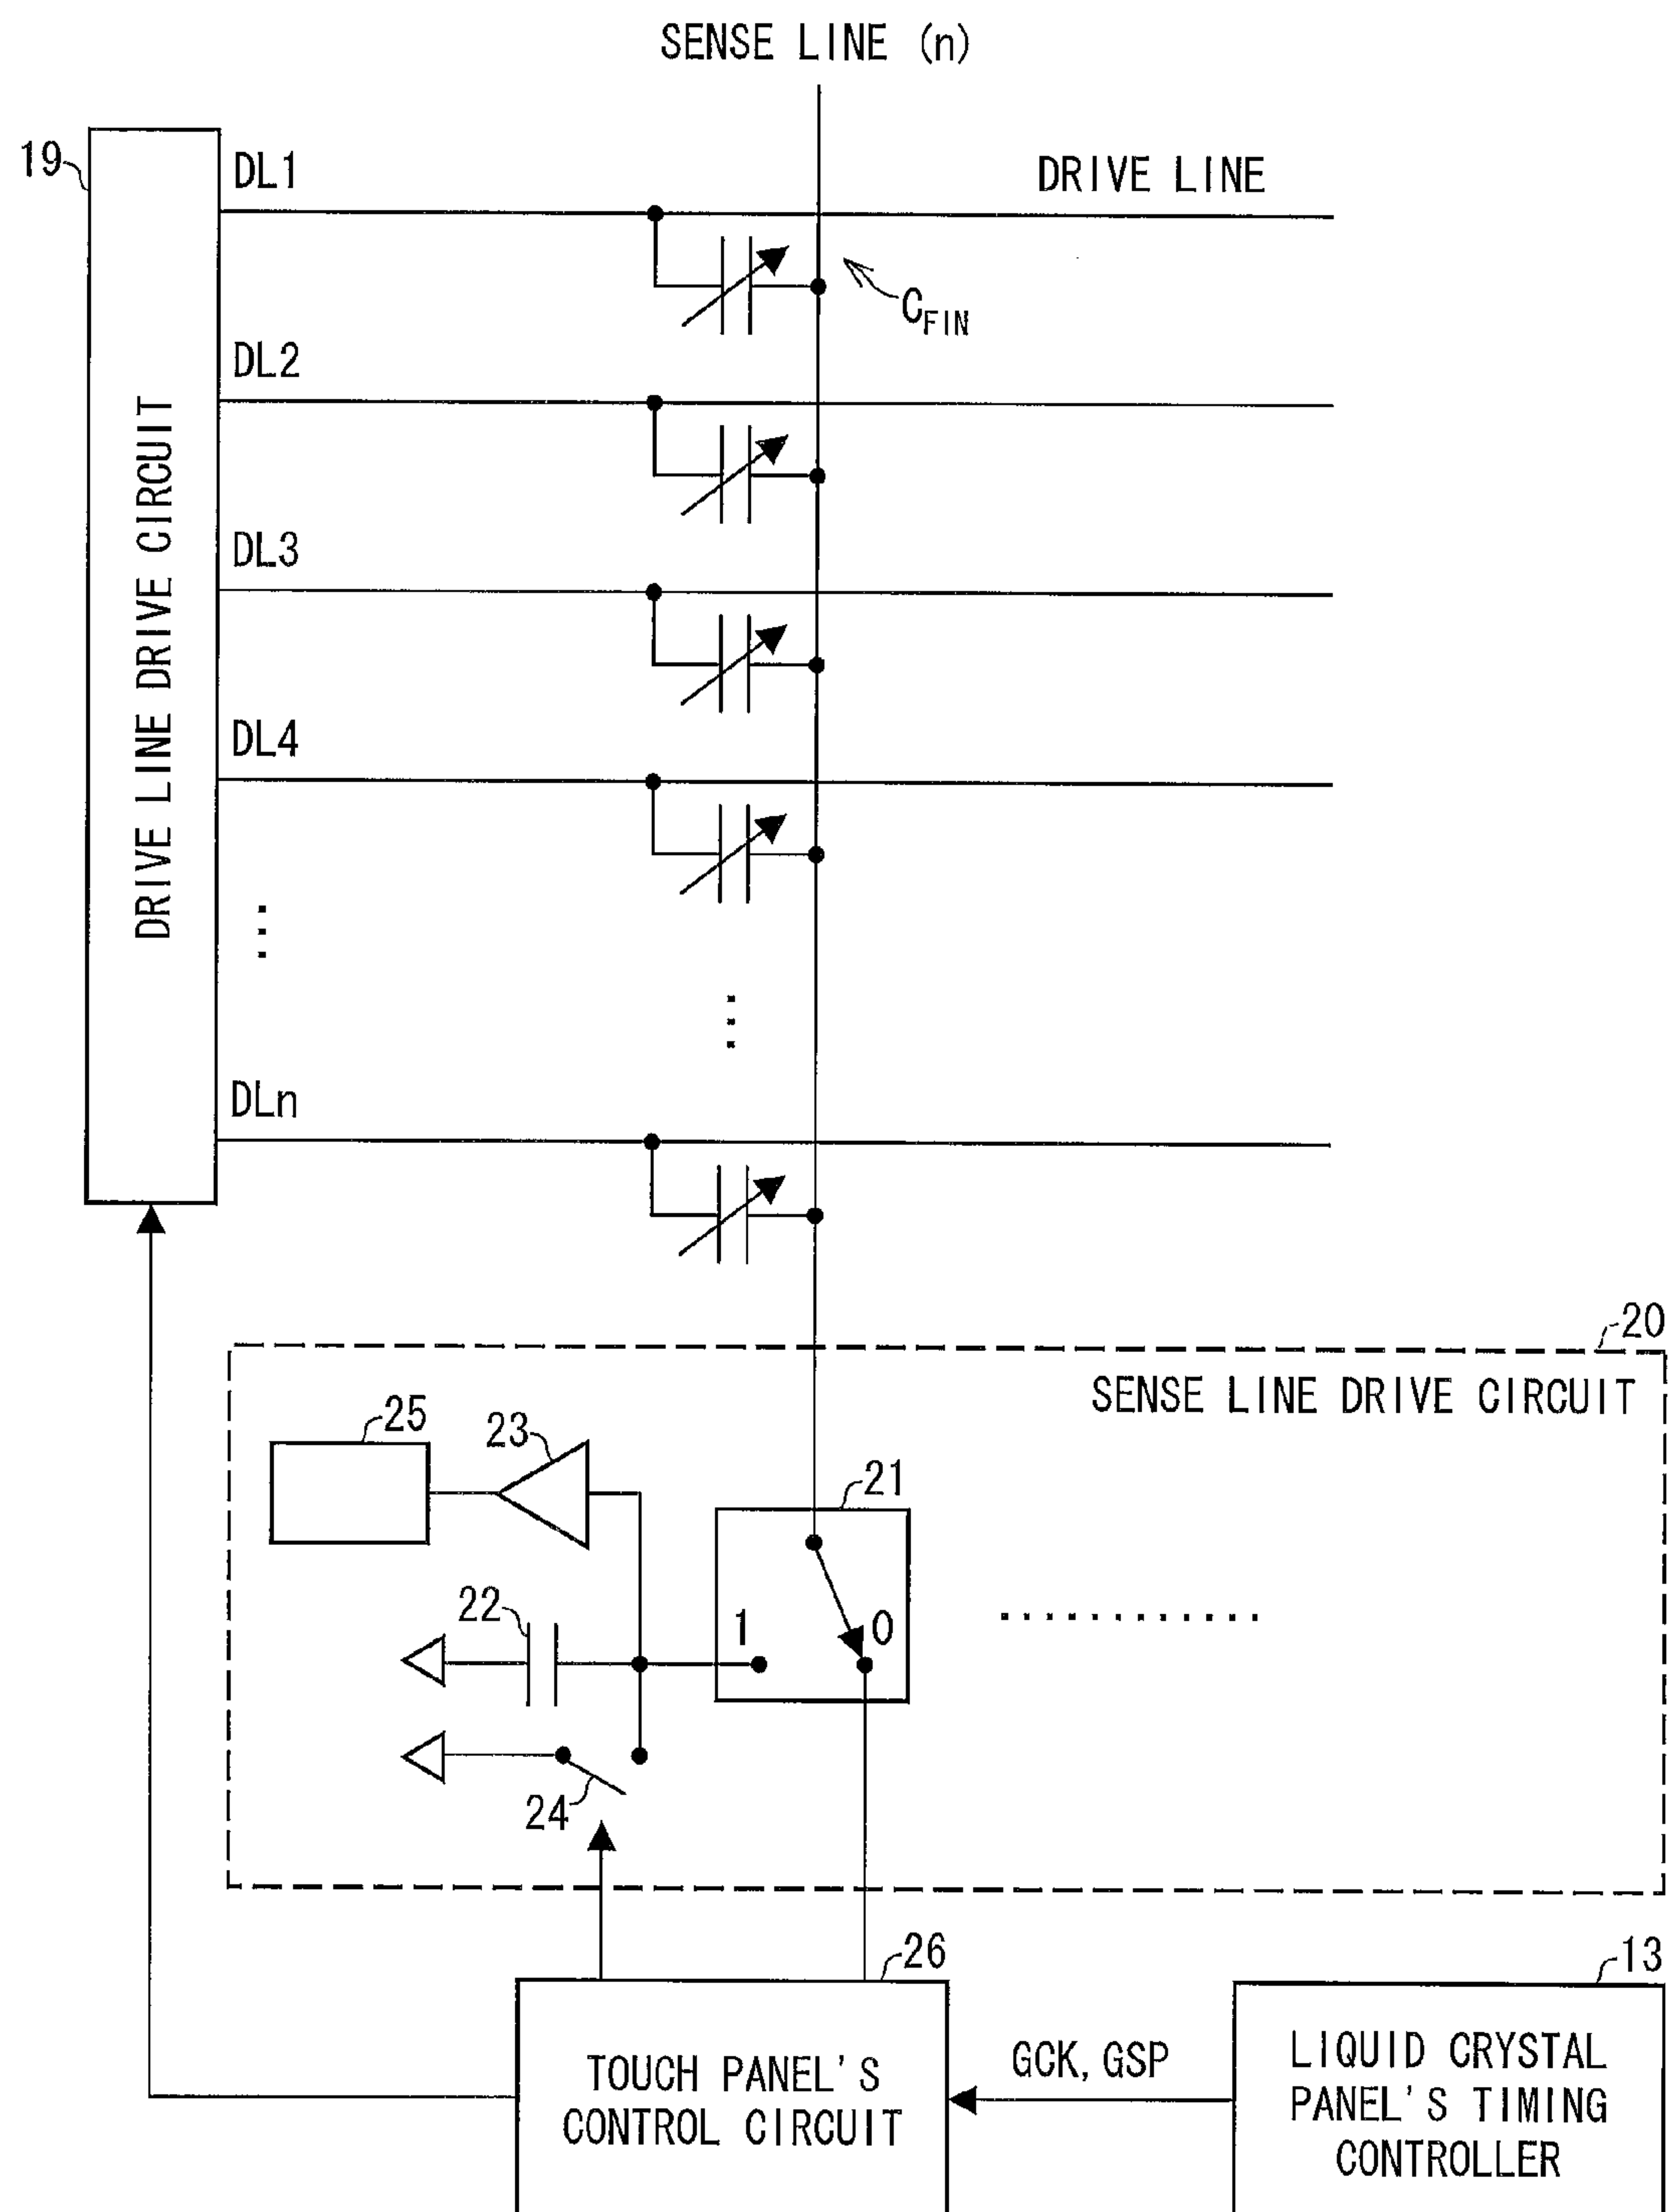 SENSE LINE (n)
19
DL1
DRIVE LINE
CFIN
DL2
DL3
DL4
DRIVE LINE DRIVE CIRCUIT
DLn
20
SENSE LINE DRIVE CIRCUIT
25
23
21
22
1
0
24
26
13
TOUCH PANEL'S
CONTROL CIRCUIT
GCK, GSP
LIQUID CRYSTAL
PANEL'S TIMING
CONTROLLER